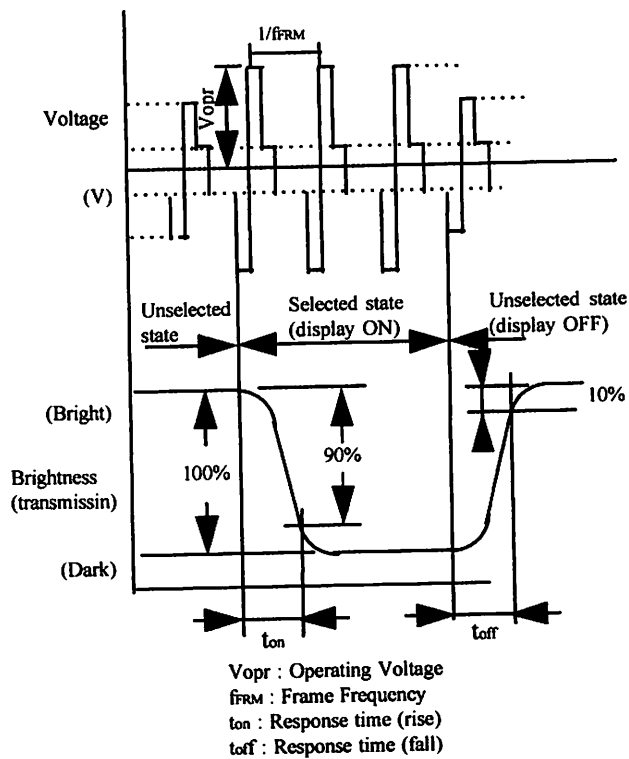 1/fFRM
Voltage
Vopr
(V)
Unselected
state
Selected state
(display ON)
Unselected state
(display OFF)
(Bright)
10%
100%
90%
Brightness
(transmissin)
(Dark)
ton
toff
Vopr : Operating Voltage
fFRM : Frame Frequency
ton : Response time (rise)
toff : Response time (fall)